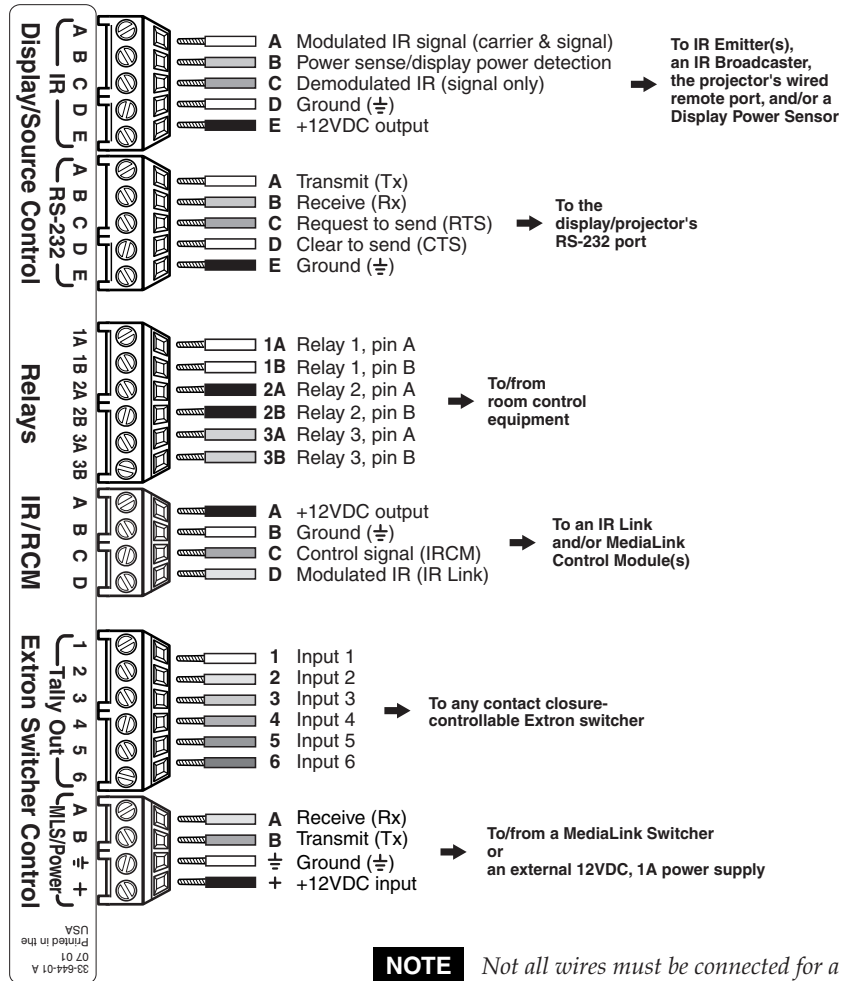 Display/Source Control
IR
A B C D E
A Modulated IR signal (carrier & signal)
B Power sense/display power detection
C Demodulated IR (signal only)
D Ground (⏚)
E +12VDC output
To IR Emitter(s),
an IR Broadcaster,
the projector's wired
remote port, and/or a
Display Power Sensor
RS-232
A B C D E
A Transmit (Tx)
B Receive (Rx)
C Request to send (RTS)
D Clear to send (CTS)
E Ground (⏚)
To the
display/projector's
RS-232 port
Relays
1A 1B 2A 2B 3A 3B
1A Relay 1, pin A
1B Relay 1, pin B
2A Relay 2, pin A
2B Relay 2, pin B
3A Relay 3, pin A
3B Relay 3, pin B
To/from
room control
equipment
IR/RCM
A B C D
A +12VDC output
B Ground (⏚)
C Control signal (IRCM)
D Modulated IR (IR Link)
To an IR Link
and/or MediaLink
Control Module(s)
Extron Switcher Control
Tally Out
1 2 3 4 5 6
1 Input 1
2 Input 2
3 Input 3
4 Input 4
5 Input 5
6 Input 6
To any contact closure-
controllable Extron switcher
MLS/Power
A B ⏚ +
A Receive (Rx)
B Transmit (Tx)
⏚ Ground (⏚)
+ +12VDC input
To/from a MediaLink Switcher
or
an external 12VDC, 1A power supply
33-644-01 A
07 01
Printed in the
USA
NOTE Not all wires must be connected for a